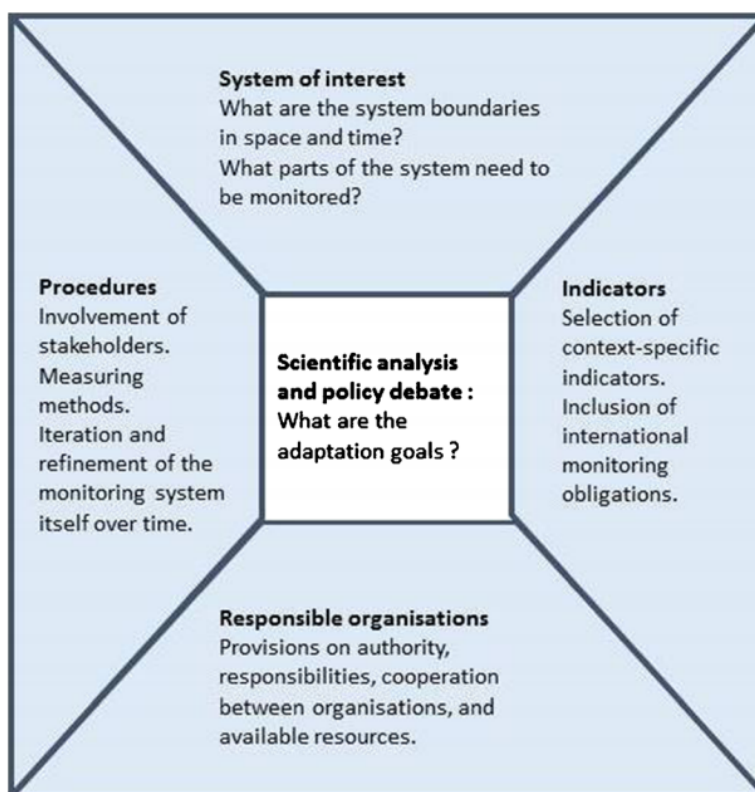 System of interest
What are the system boundaries
in space and time?
What parts of the system need to
be monitored?
Procedures
Involvement of
stakeholders.
Measuring
methods.
Iteration and
refinement of the
monitoring system
itself over time.
Scientific analysis
and policy debate :
What are the
adaptation goals ?
Indicators
Selection of
context-specific
indicators.
Inclusion of
international
monitoring
obligations.
Responsible organisations
Provisions on authority,
responsibilities, cooperation
between organisations, and
available resources.